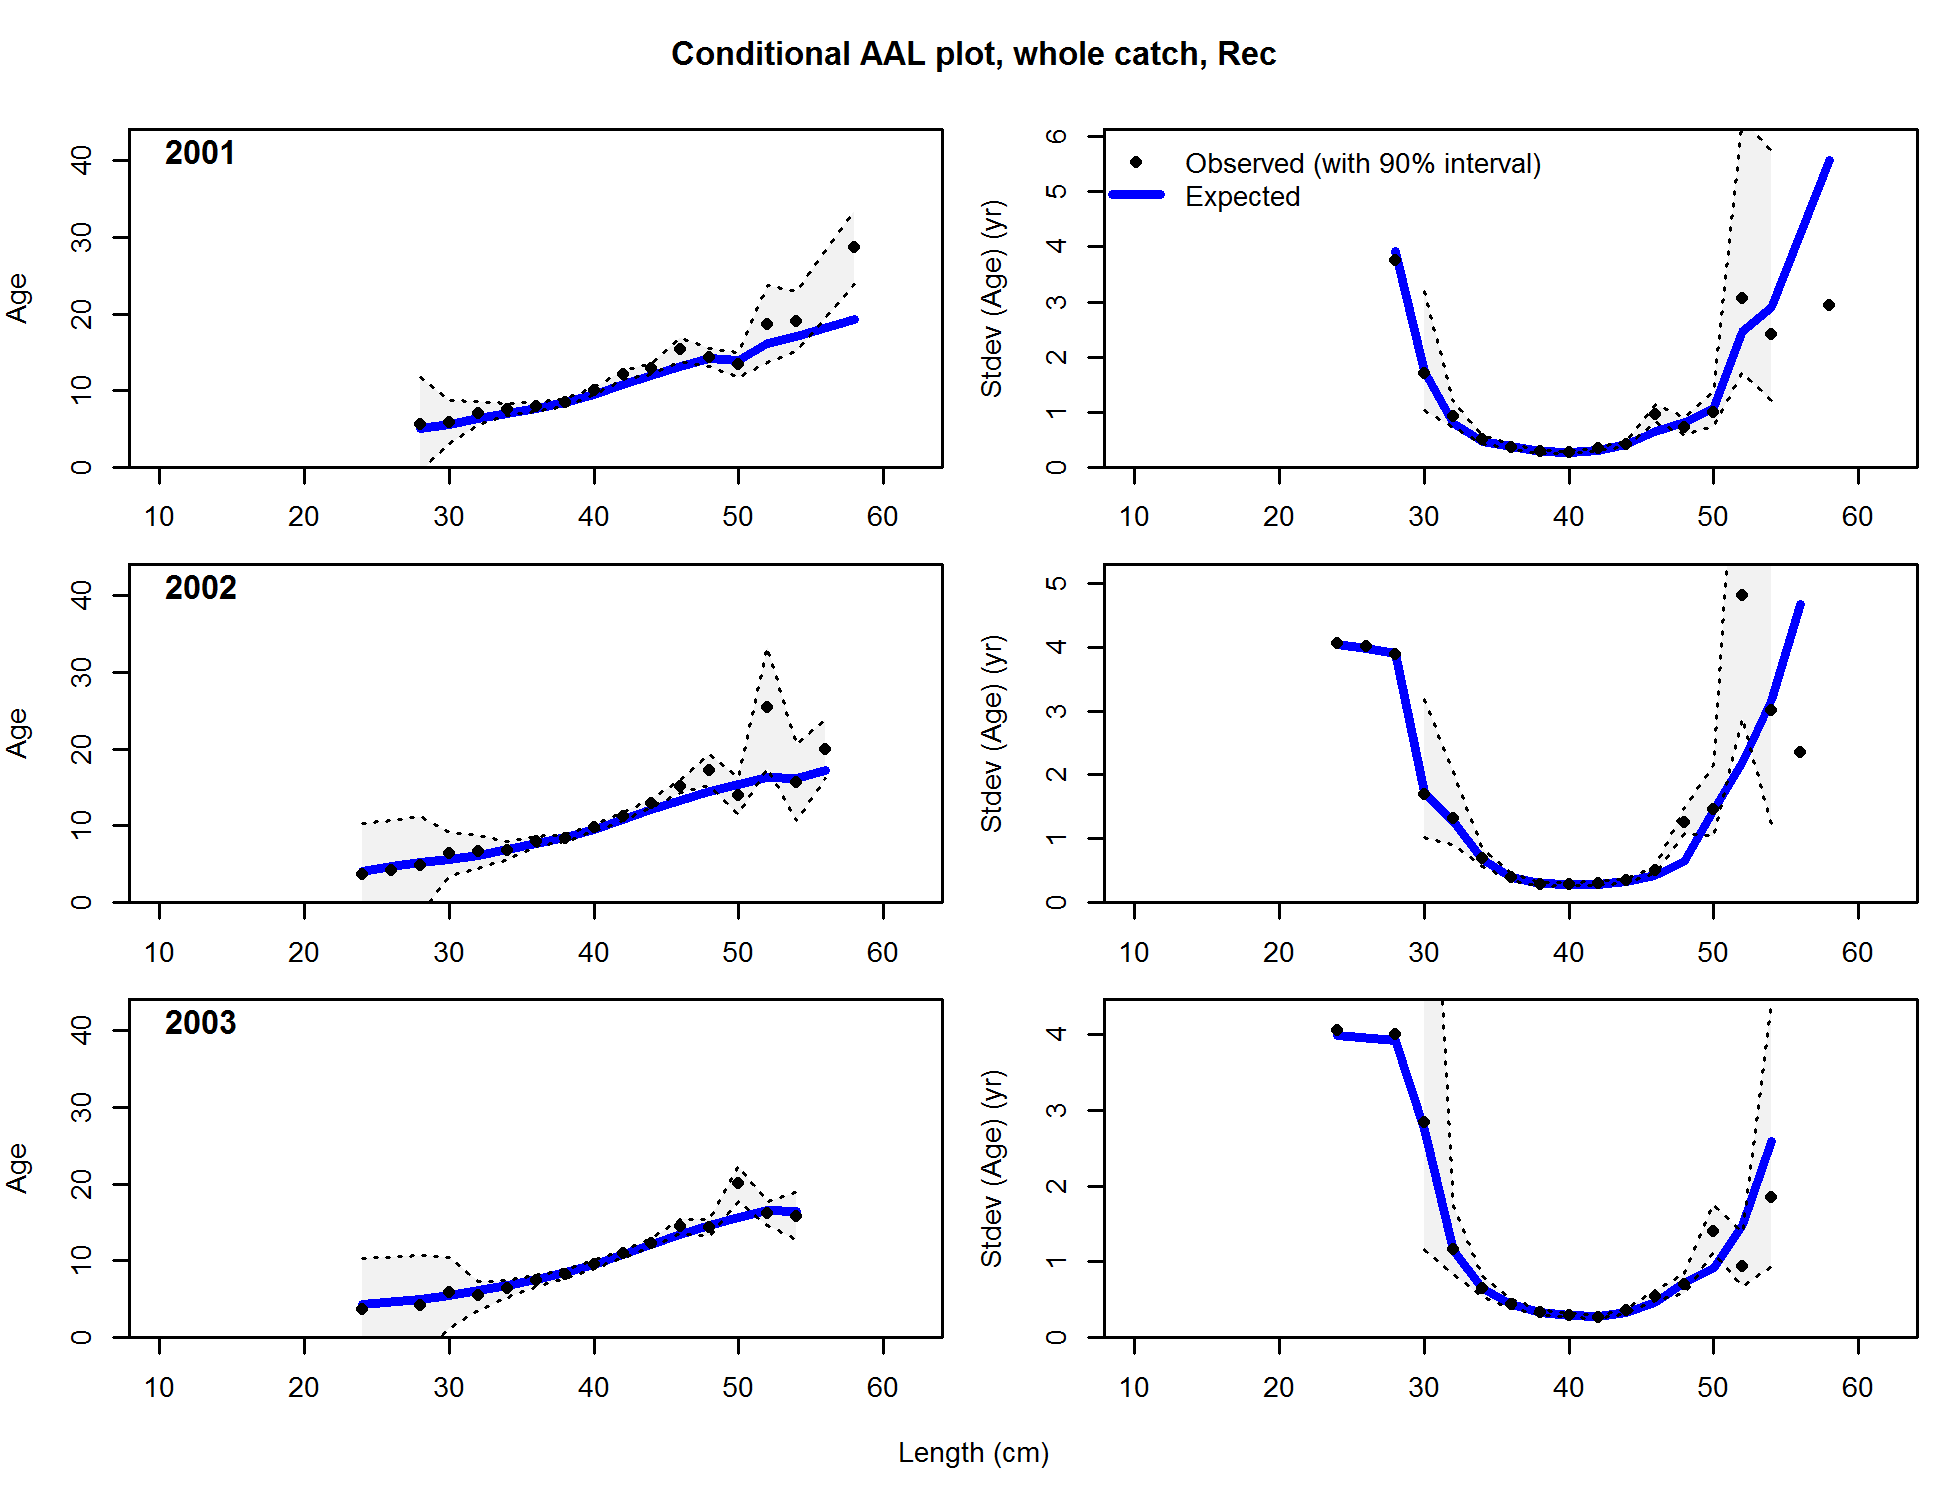 Conditional AAL plot, whole catch, Rec
2001
Age
0 10 20 30 40
10 20 30 40 50 60
Observed (with 90% interval)
Expected
Stdev (Age) (yr)
0 1 2 3 4 5 6
10 20 30 40 50 60
2002
Age
0 10 20 30 40
10 20 30 40 50 60
Stdev (Age) (yr)
0 1 2 3 4 5
10 20 30 40 50 60
2003
Age
0 10 20 30 40
10 20 30 40 50 60
Stdev (Age) (yr)
0 1 2 3 4
10 20 30 40 50 60
Length (cm)